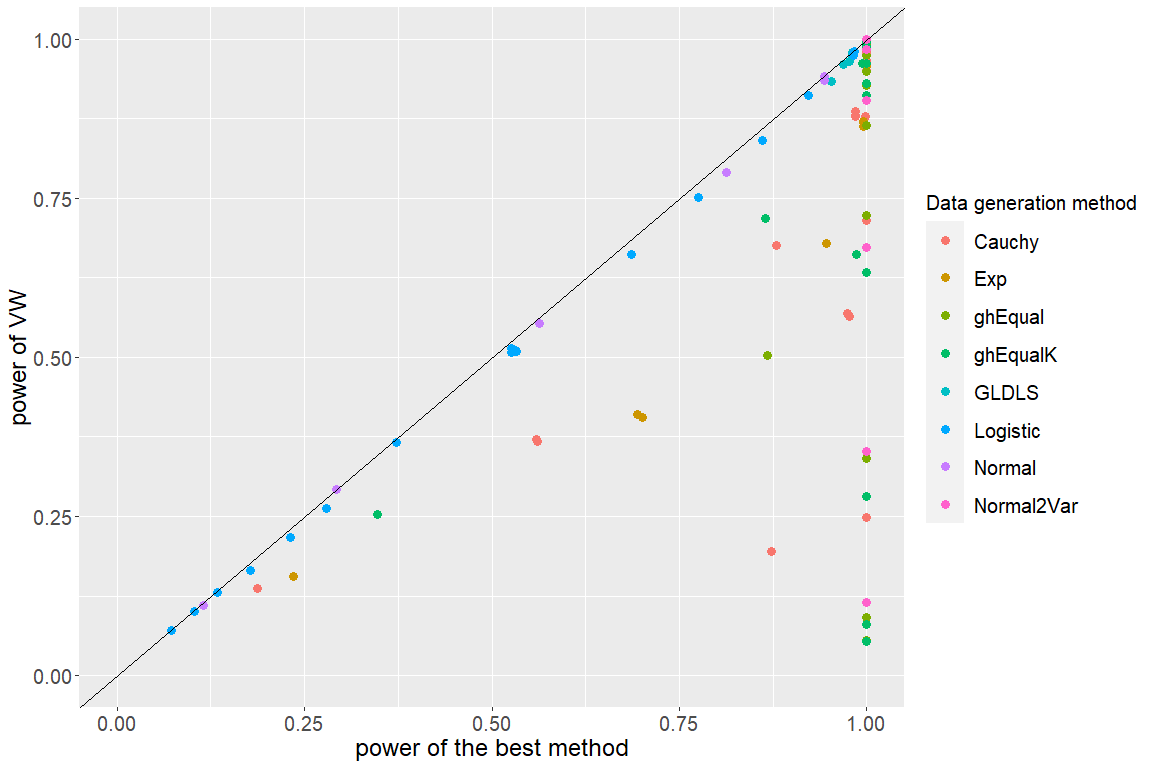 1.00
0.75
0.50
0.25
0.00
power of VW
0.00 0.25 0.50 0.75 1.00
power of the best method
Data generation method
Cauchy
Exp
ghEqual
ghEqualK
GLDLS
Logistic
Normal
Normal2Var